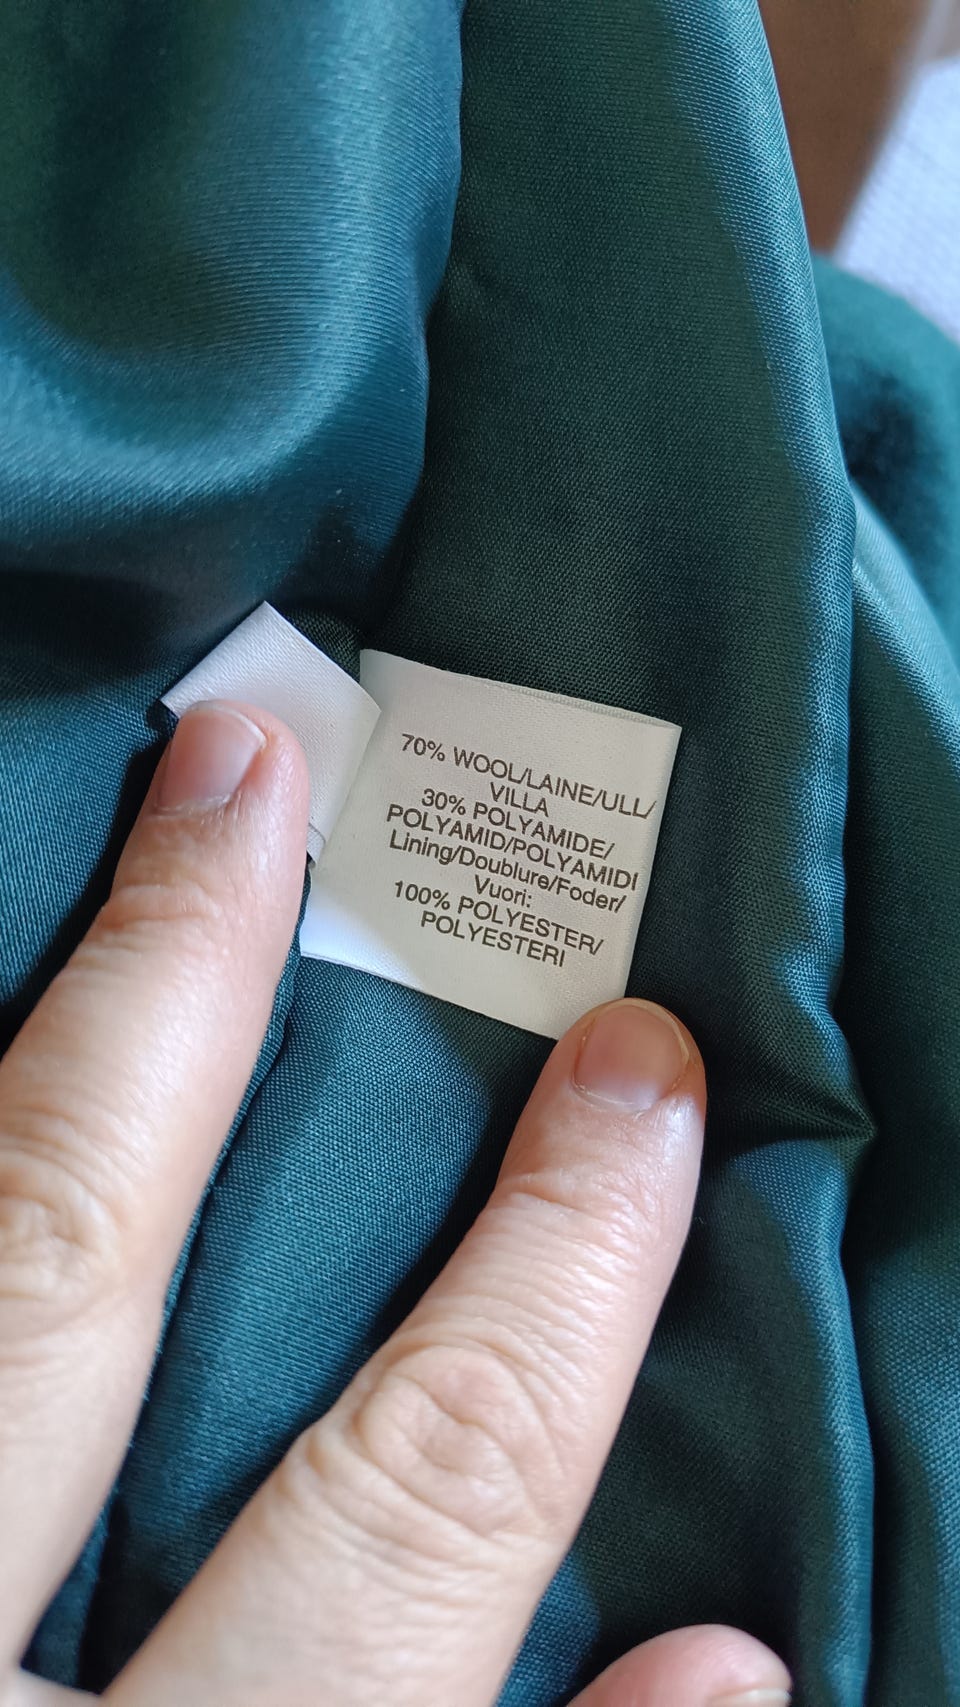 70% WOOL/LAINE/ULL/
VILLA
30% POLYAMIDE/
POLYAMID/POLYAMIDI
Lining/Doublure/Foder/
Vuori:
100% POLYESTER/
POLYESTERI